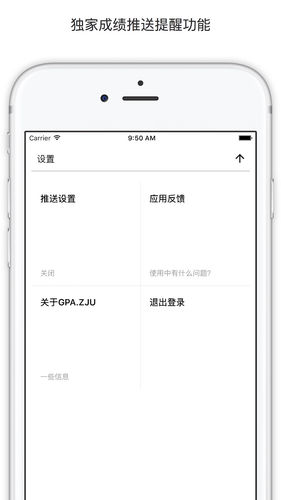 独家成绩推送提醒功能
Carrier 9:50 AM
设置
推送设置 应用反馈
关闭 使用中有什么问题?
关于GPA.ZJU 退出登录
一些信息